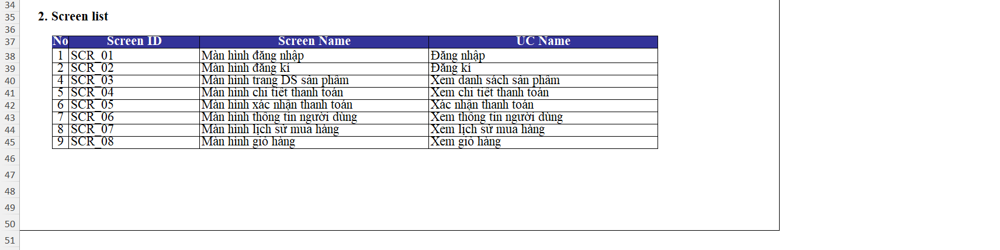 34
35 2. Screen list
36
37 No Screen ID Screen Name UC Name
38 1 SCR_01 Màn hình đăng nhập Đăng nhập
39 2 SCR_02 Màn hình đăng kí Đăng kí
40 4 SCR_03 Màn hình trang DS sản phẩm Xem danh sách sản phẩm
41 5 SCR_04 Màn hình chi tiết thanh toán Xem chi tiết thanh toán
42 6 SCR_05 Màn hình xác nhận thanh toán Xác nhận thanh toán
43 7 SCR_06 Màn hình thông tin người dùng Xem thông tin người dùng
44 8 SCR_07 Màn hình lịch sử mua hàng Xem lịch sử mua hàng
45 9 SCR_08 Màn hình giỏ hàng Xem giỏ hàng
46
47
48
49
50
51